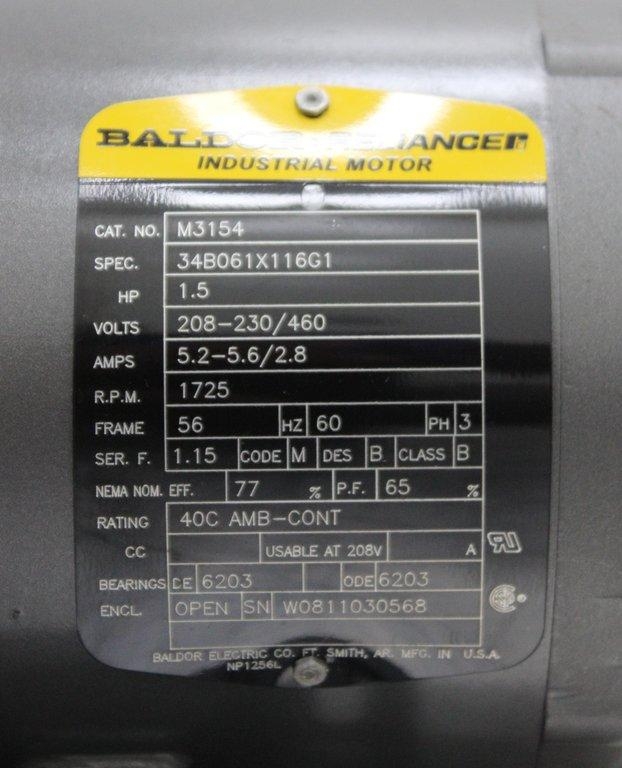 BALDOR RELIANCER
INDUSTRIAL MOTOR
CAT. NO. M3154
SPEC. 34B061X116G1
HP 1.5
VOLTS 208-230/460
AMPS 5.2-5.6/2.8
R.P.M. 1725
FRAME 56 HZ 60 PH 3
SER. F. 1.15 CODE M DES B CLASS B
NEMA NOM. EFF. 77 % P.F. 65 %
RATING 40C AMB-CONT
CC USABLE AT 208V A
BEARINGS DE 6203 ODE 6203
ENCL. OPEN SN W0811030568
BALDOR ELECTRIC CO. FT. SMITH, AR. MFG. IN U.S.A.
NP1256L